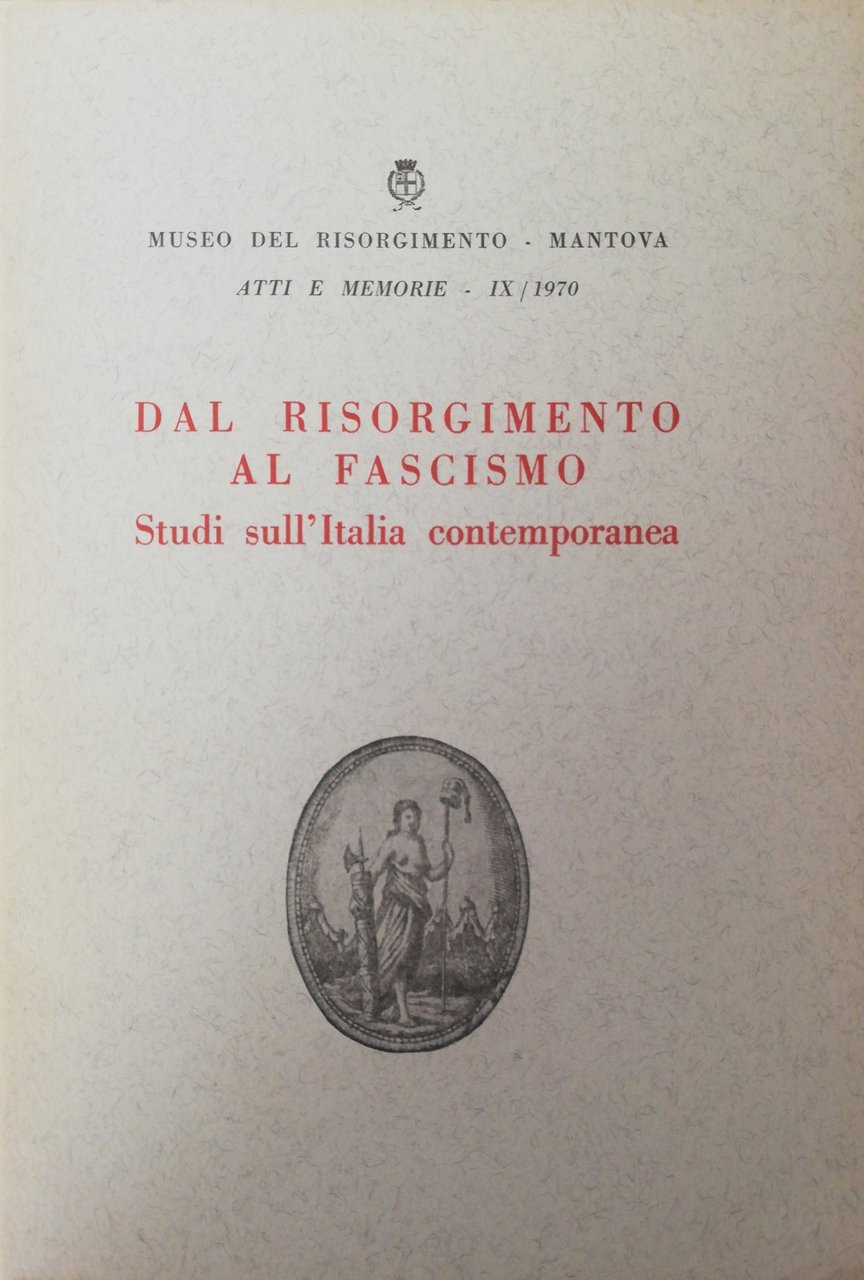 MUSEO DEL RISORGIMENTO - MANTOVA
ATTI E MEMORIE - IX/1970
DAL RISORGIMENTO
AL FASCISMO
Studi sull'Italia contemporanea